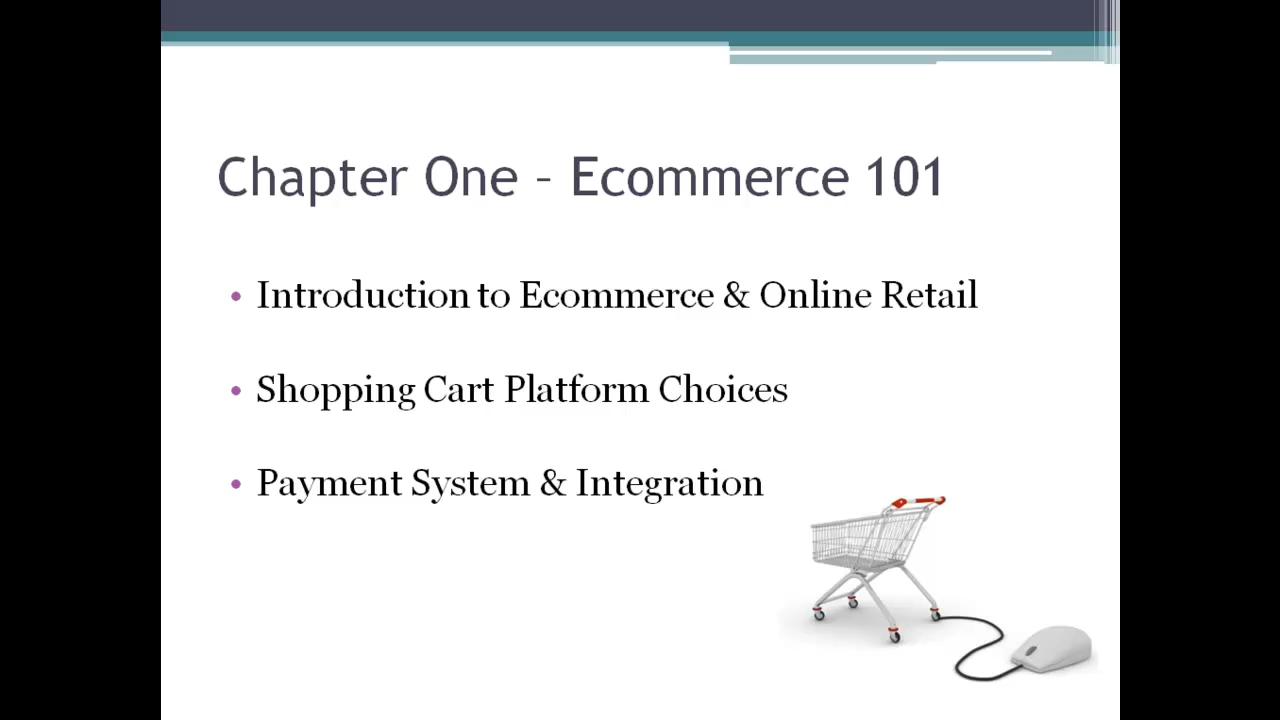 Chapter One – Ecommerce 101
• Introduction to Ecommerce & Online Retail
• Shopping Cart Platform Choices
• Payment System & Integration